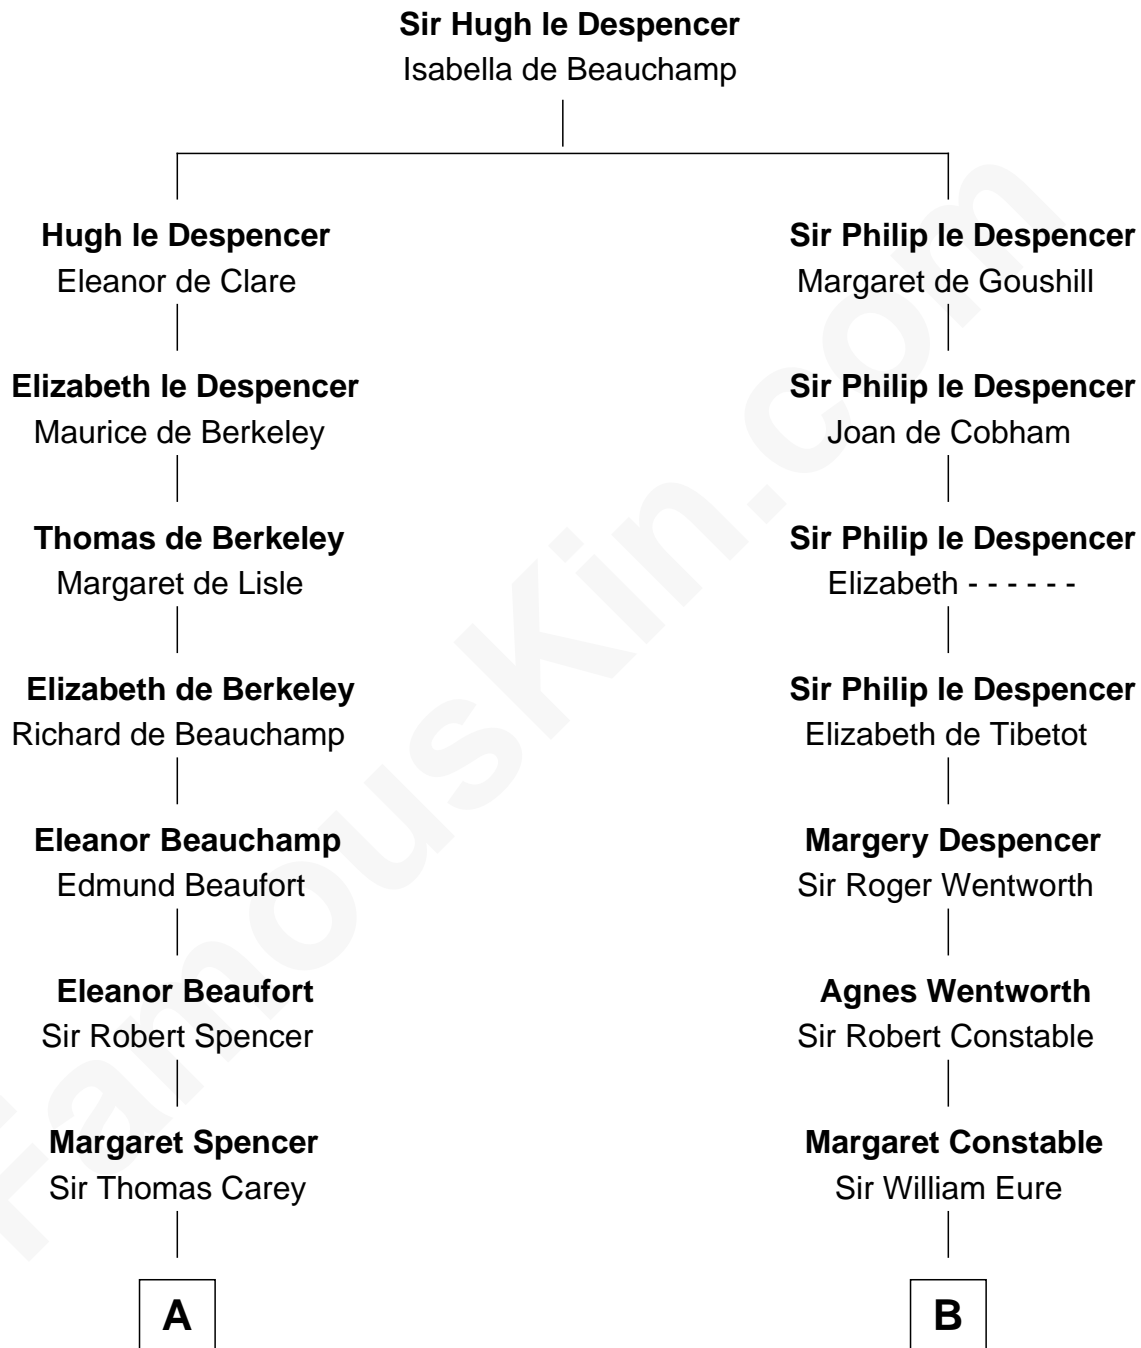 Sir Hugh le Despencer
Isabella de Beauchamp
Hugh le Despencer
Eleanor de Clare
Sir Philip le Despencer
Margaret de Goushill
Elizabeth le Despencer
Maurice de Berkeley
Sir Philip le Despencer
Joan de Cobham
Thomas de Berkeley
Margaret de Lisle
Sir Philip le Despencer
Elizabeth - - - - - -
Elizabeth de Berkeley
Richard de Beauchamp
Sir Philip le Despencer
Elizabeth de Tibetot
Eleanor Beauchamp
Edmund Beaufort
Margery Despencer
Sir Roger Wentworth
Eleanor Beaufort
Sir Robert Spencer
Agnes Wentworth
Sir Robert Constable
Margaret Spencer
Sir Thomas Carey
Margaret Constable
Sir William Eure
A
B
FamousKin.com